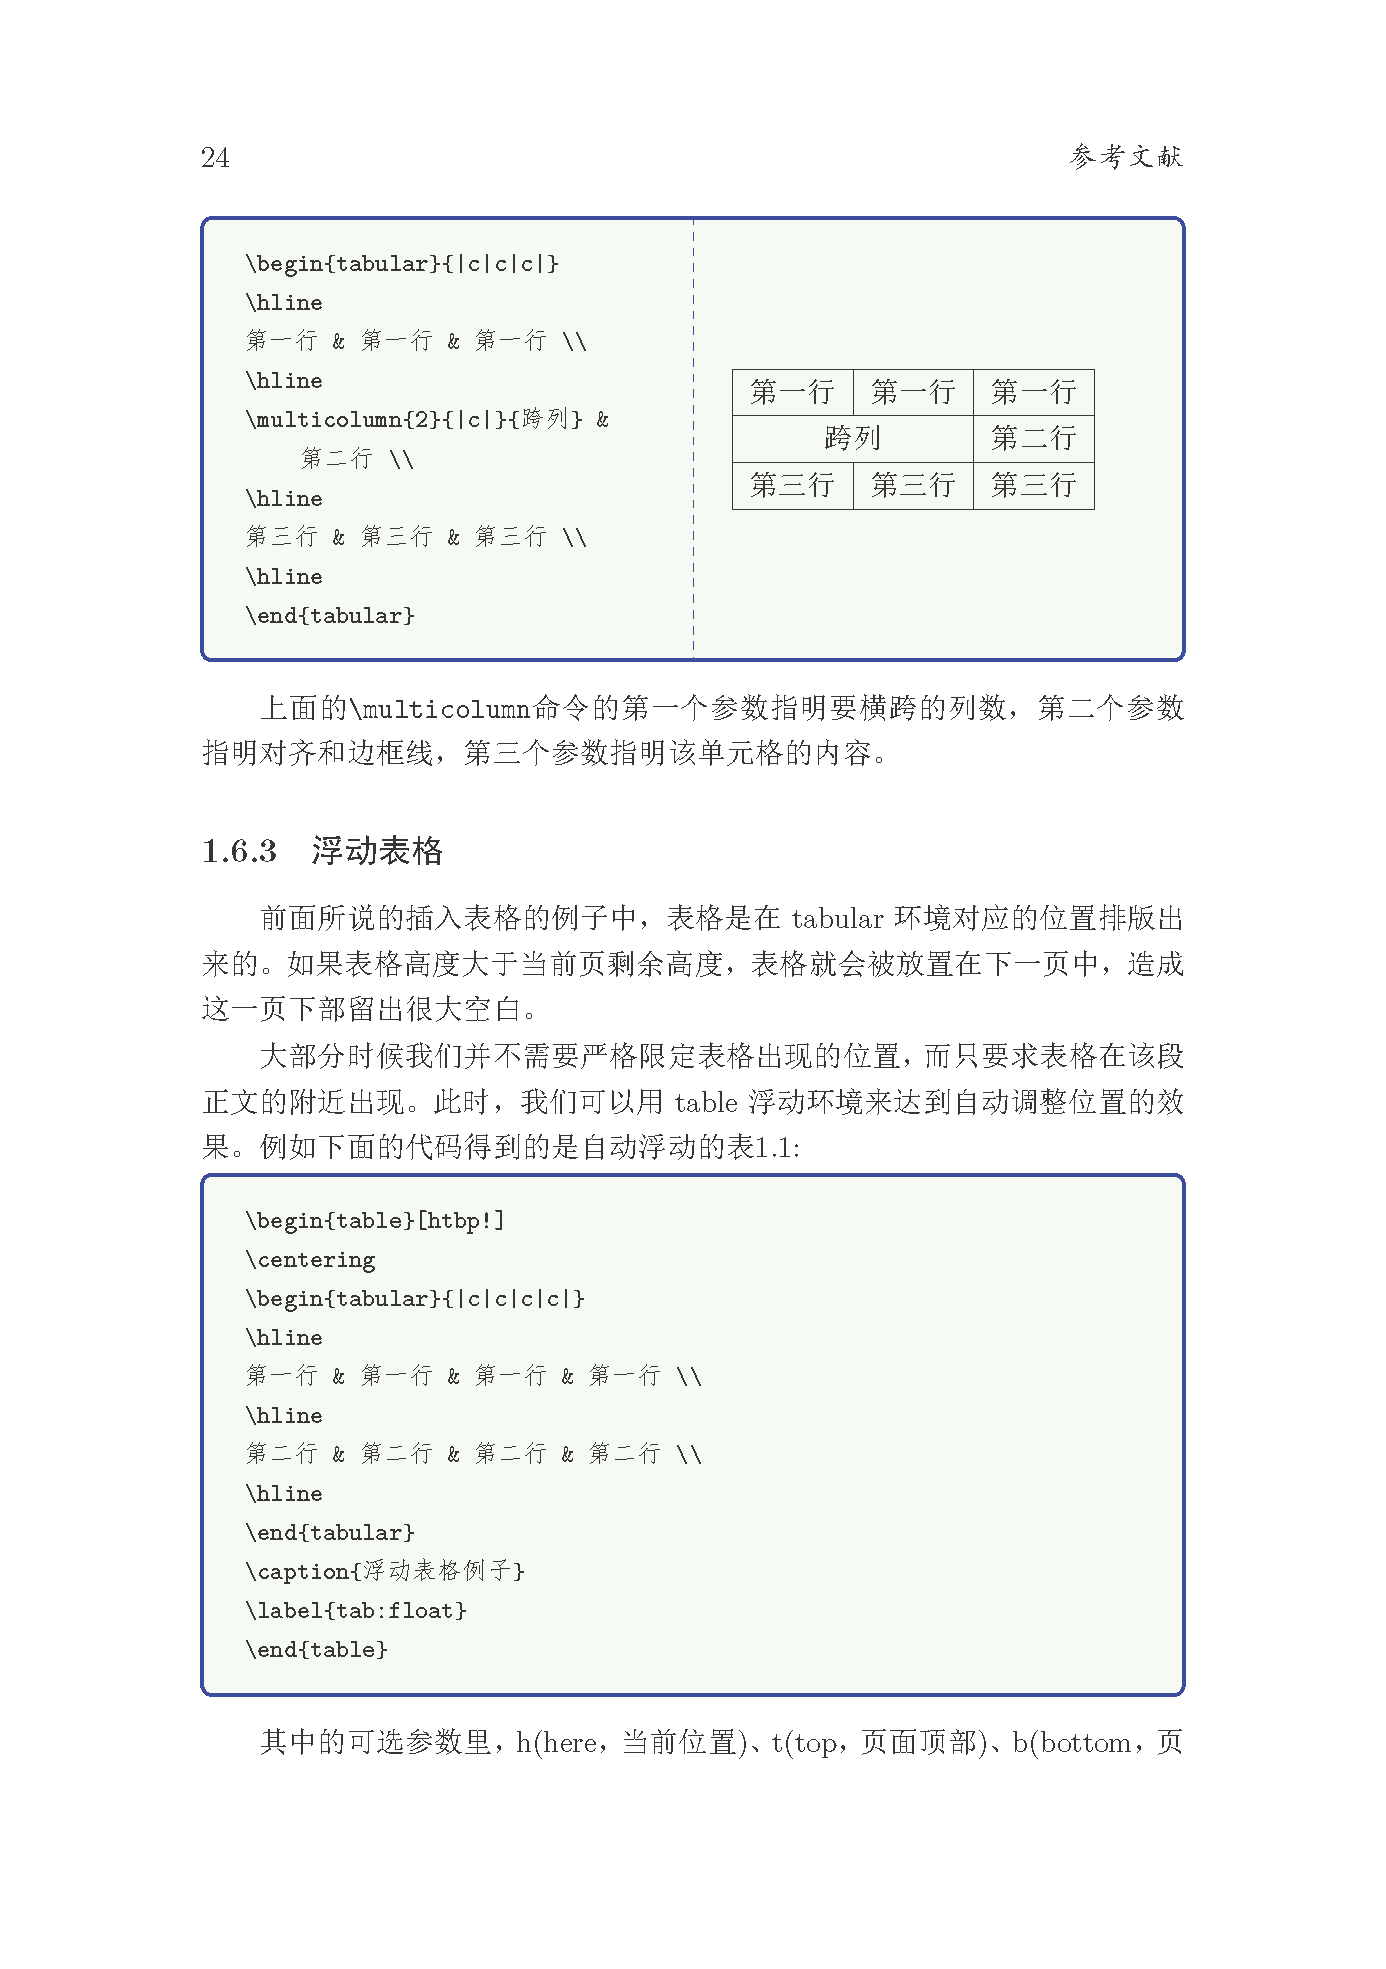 24 参考文献
\begin{tabular}{|c|c|c|}
\hline
第一行 & 第一行 & 第一行 \\
\hline
\multicolumn{2}{|c|}{跨列} &
第二行 \\
\hline
第三行 & 第三行 & 第三行 \\
\hline
\end{tabular}
第一行 第一行 第一行
跨列 第二行
第三行 第三行 第三行
上面的\multicolumn命令的第一个参数指明要横跨的列数，第二个参数
指明对齐和边框线，第三个参数指明该单元格的内容。
1.6.3 浮动表格
前面所说的插入表格的例子中，表格是在 tabular 环境对应的位置排版出
来的。如果表格高度大于当前页剩余高度，表格就会被放置在下一页中，造成
这一页下部留出很大空白。
大部分时候我们并不需要严格限定表格出现的位置，而只要求表格在该段
正文的附近出现。此时，我们可以用 table 浮动环境来达到自动调整位置的效
果。例如下面的代码得到的是自动浮动的表1.1:
\begin{table}[htbp!]
\centering
\begin{tabular}{|c|c|c|c|}
\hline
第一行 & 第一行 & 第一行 & 第一行 \\
\hline
第二行 & 第二行 & 第二行 & 第二行 \\
\hline
\end{tabular}
\caption{浮动表格例子}
\label{tab:float}
\end{table}
其中的可选参数里，h(here，当前位置)、t(top，页面顶部)、b(bottom，页